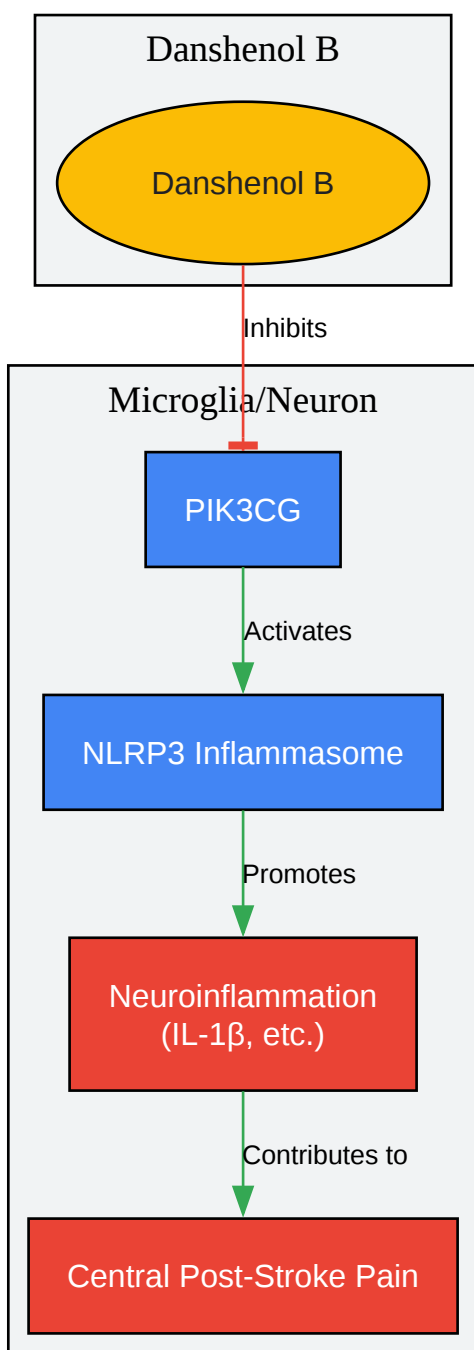 Danshenol B
Danshenol B
Inhibits
Microglia/Neuron
PIK3CG
Activates
NLRP3 Inflammasome
Promotes
Neuroinflammation
(IL-1β, etc.)
Contributes to
Central Post-Stroke Pain